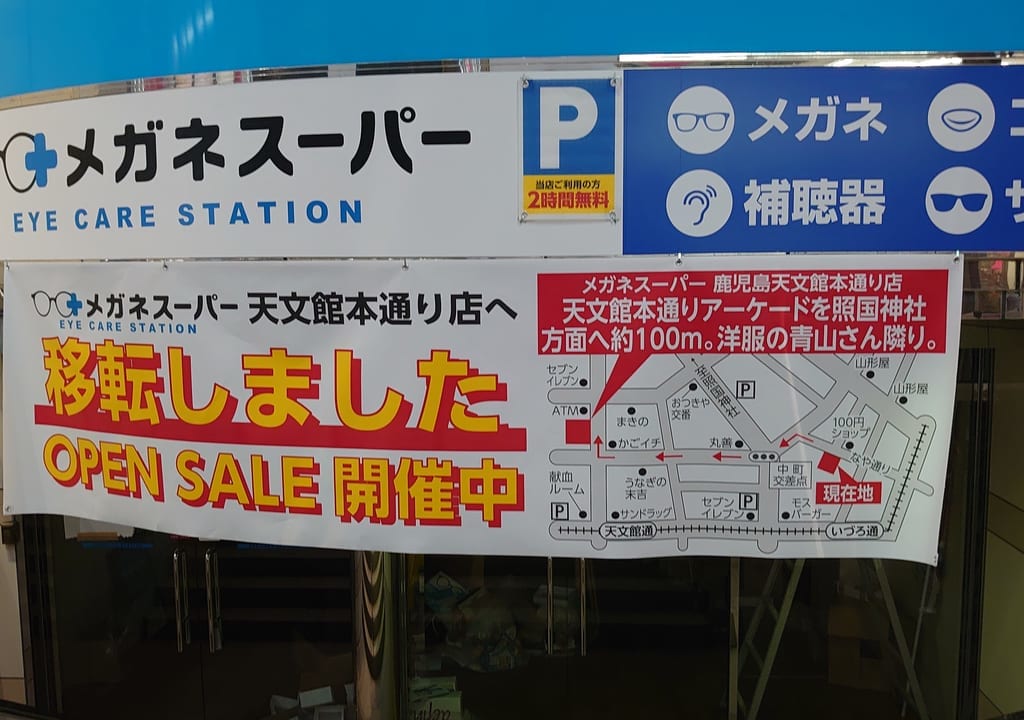 メガネスーパー
EYE CARE STATION
P
当店ご利用の方
2時間無料
メガネ
補聴器
メガネスーパー 天文館本通り店へ
EYE CARE STATION
移転しました
OPEN SALE 開催中
メガネスーパー 鹿児島天文館本通り店
天文館本通りアーケードを照国神社
方面へ約100m。洋服の青山さん隣り。
セブン
イレブン
ATM
まきの
かごイチ
おつきや
交番
至照国神社
P
山形屋
山形屋
100円
ショップ
なや通り
丸善
中町
交差点
現在地
献血
ルーム
P
うなぎの
末吉
サンドラッグ
セブン
イレブン
P
モス
バーガー
天文館通
いづろ通